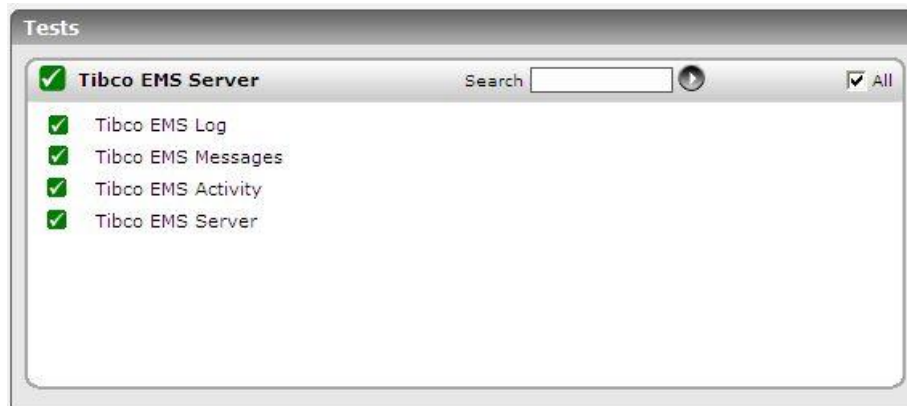 Tests
Tibco EMS Server Search All
Tibco EMS Log
Tibco EMS Messages
Tibco EMS Activity
Tibco EMS Server